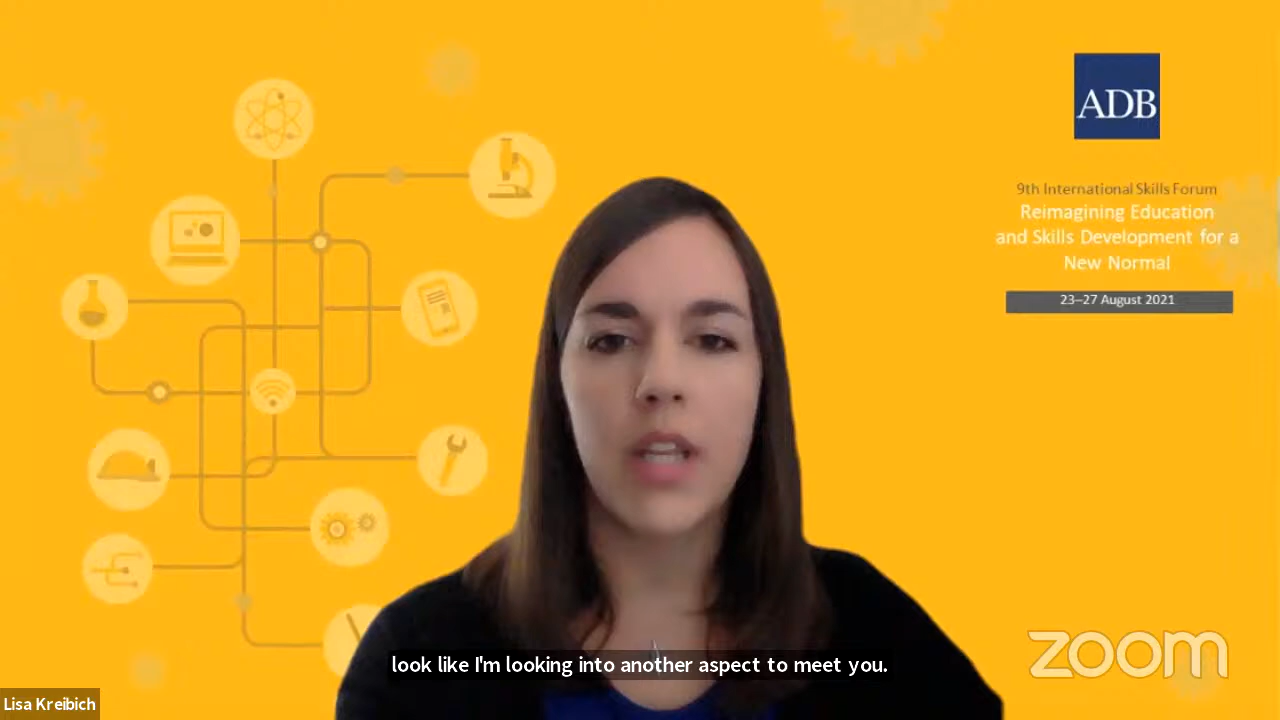 ADB
9th International Skills Forum
Reimagining Education
and Skills Development for a
New Normal
23–27 August 2021
look like I'm looking into another aspect to meet you.
zoom
Lisa Kreibich